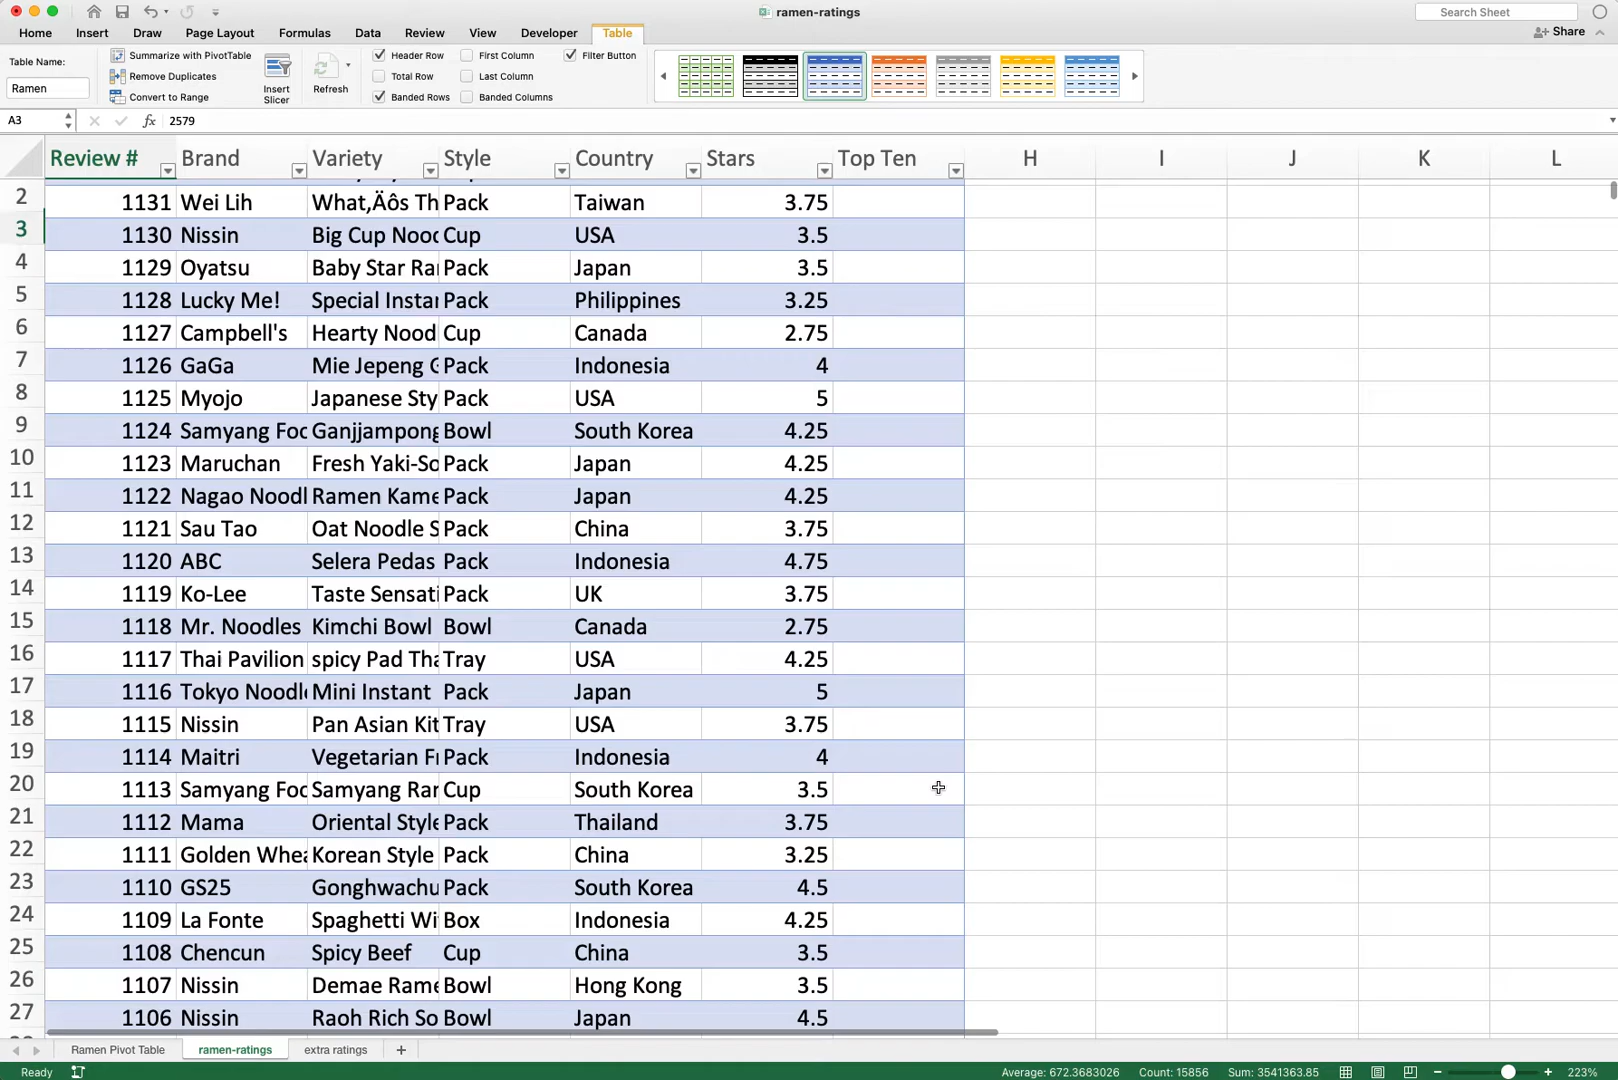 ramen-ratings
Search Sheet
Home Insert Draw Page Layout Formulas Data Review View Developer Table
Share
Table Name:
Ramen
Summarize with PivotTable
Remove Duplicates
Convert to Range
Insert
Slicer
Refresh
Header Row First Column Filter Button
Total Row Last Column
Banded Rows Banded Columns
A3 fx 2579
Review # Brand Variety Style Country Stars Top Ten H I J K L
2 1131 Wei Lih What‚Äôs Th Pack Taiwan 3.75
3 1130 Nissin Big Cup Nooc Cup USA 3.5
4 1129 Oyatsu Baby Star Rar Pack Japan 3.5
5 1128 Lucky Me! Special Instar Pack Philippines 3.25
6 1127 Campbell's Hearty Nood Cup Canada 2.75
7 1126 GaGa Mie Jepeng G Pack Indonesia 4
8 1125 Myojo Japanese Sty Pack USA 5
9 1124 Samyang Foo Ganjjampong Bowl South Korea 4.25
10 1123 Maruchan Fresh Yaki-So Pack Japan 4.25
11 1122 Nagao Noodl Ramen Kame Pack Japan 4.25
12 1121 Sau Tao Oat Noodle S Pack China 3.75
13 1120 ABC Selera Pedas Pack Indonesia 4.75
14 1119 Ko-Lee Taste Sensati Pack UK 3.75
15 1118 Mr. Noodles Kimchi Bowl Bowl Canada 2.75
16 1117 Thai Pavilion spicy Pad Tha Tray USA 4.25
17 1116 Tokyo Noodle Mini Instant Pack Japan 5
18 1115 Nissin Pan Asian Kit Tray USA 3.75
19 1114 Maitri Vegetarian Fr Pack Indonesia 4
20 1113 Samyang Foo Samyang Rar Cup South Korea 3.5
21 1112 Mama Oriental Style Pack Thailand 3.75
22 1111 Golden Whea Korean Style Pack China 3.25
23 1110 GS25 Gonghwachu Pack South Korea 4.5
24 1109 La Fonte Spaghetti Wi Box Indonesia 4.25
25 1108 Chencun Spicy Beef Cup China 3.5
26 1107 Nissin Demae Rame Bowl Hong Kong 3.5
27 1106 Nissin Raoh Rich So Bowl Japan 4.5
Ramen Pivot Table ramen-ratings extra ratings +
Ready Average: 672.3683026 Count: 15856 Sum: 3541363.85 223%